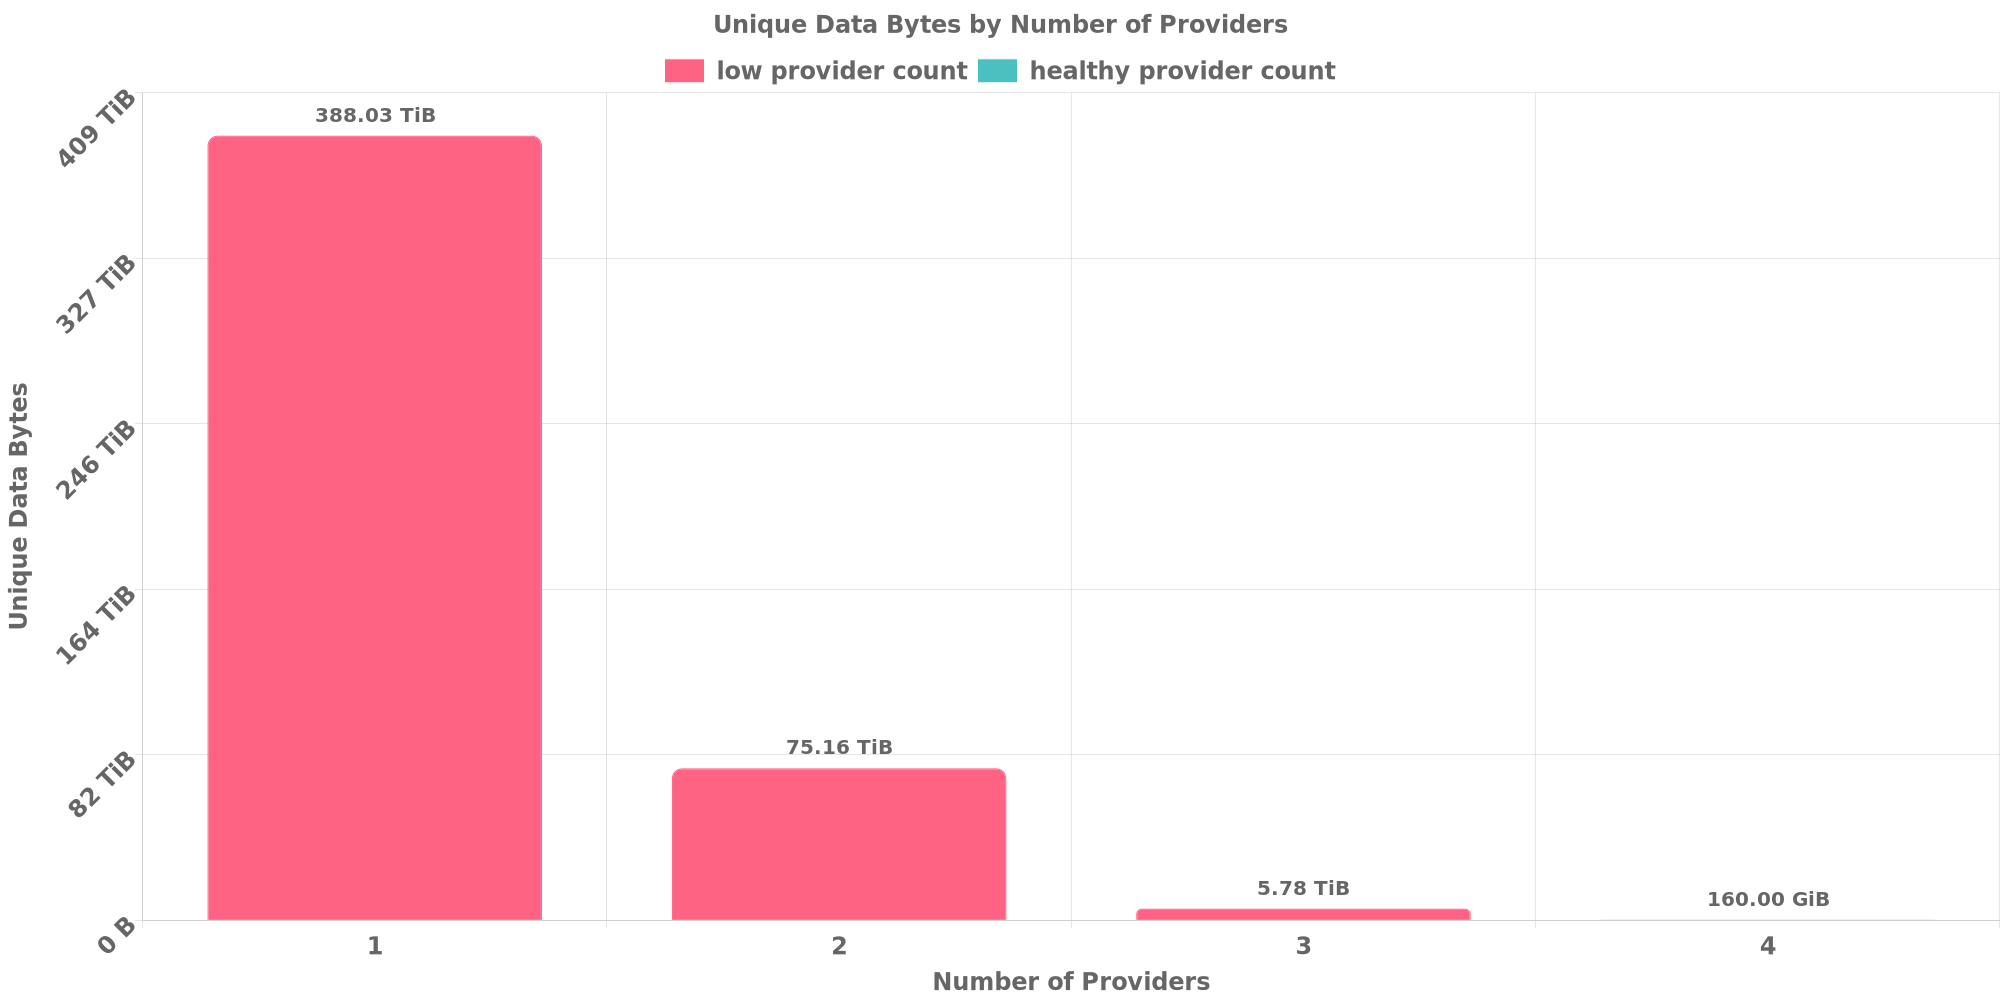 Unique Data Bytes by Number of Providers
low provider count healthy provider count
409 TiB
327 TiB
246 TiB
164 TiB
82 TiB
0 B
Unique Data Bytes
388.03 TiB
75.16 TiB
5.78 TiB
160.00 GiB
1 2 3 4
Number of Providers